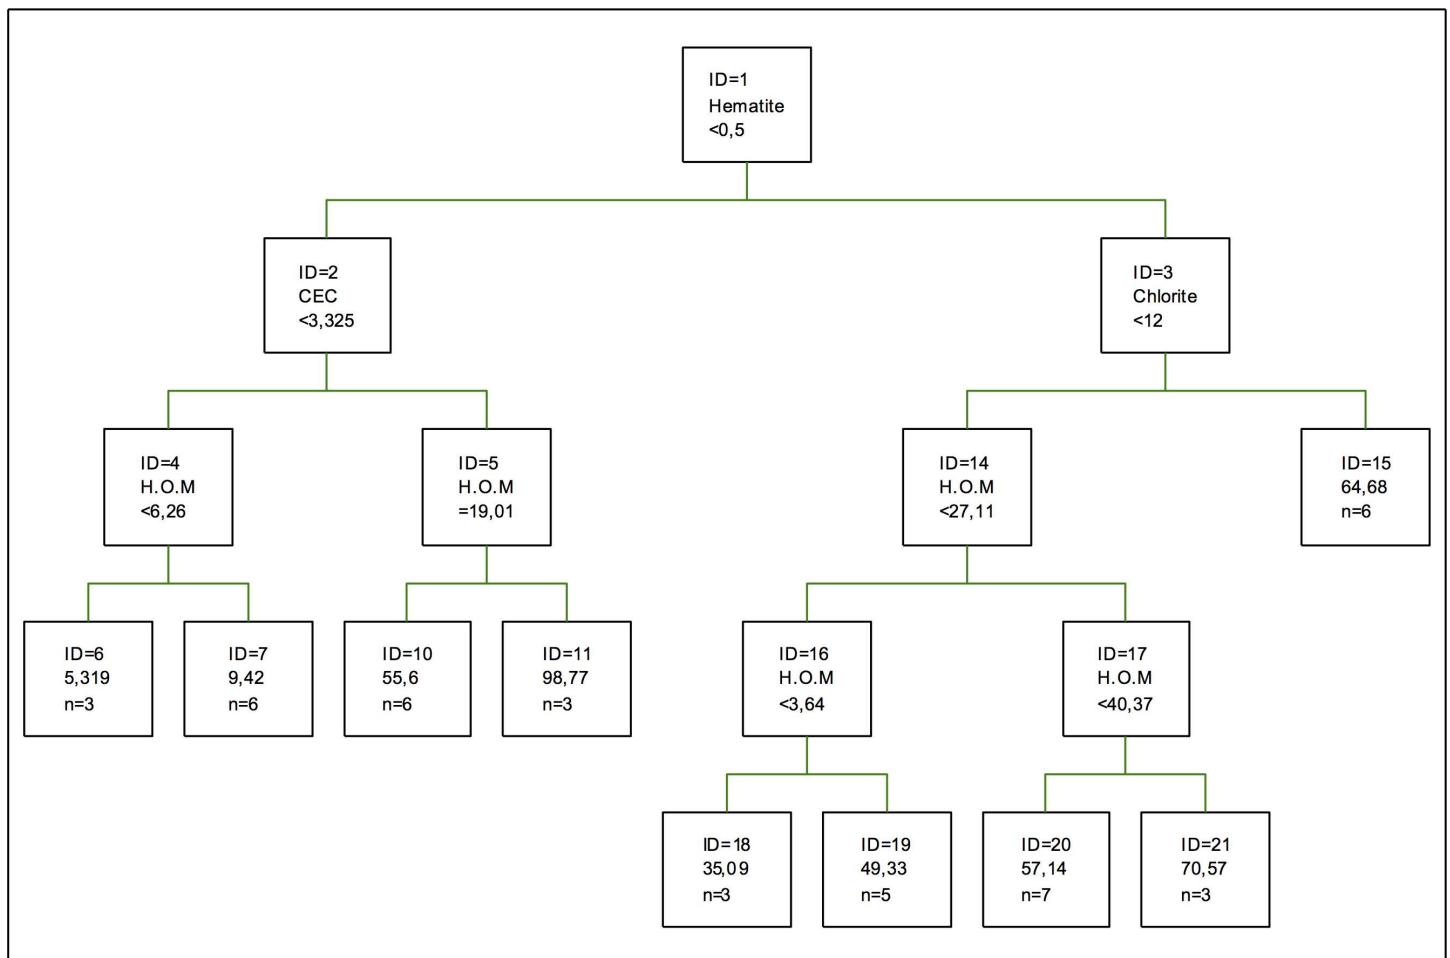 ID=1
Hematite
<0,5
ID=2
CEC
<3,325
ID=3
Chlorite
<12
ID=4
H.O.M
<6,26
ID=5
H.O.M
=19,01
ID=14
H.O.M
<27,11
ID=15
64,68
n=6
ID=6
5,319
n=3
ID=7
9,42
n=6
ID=10
55,6
n=6
ID=11
98,77
n=3
ID=16
H.O.M
<3,64
ID=17
H.O.M
<40,37
ID=18
35,09
n=3
ID=19
49,33
n=5
ID=20
57,14
n=7
ID=21
70,57
n=3